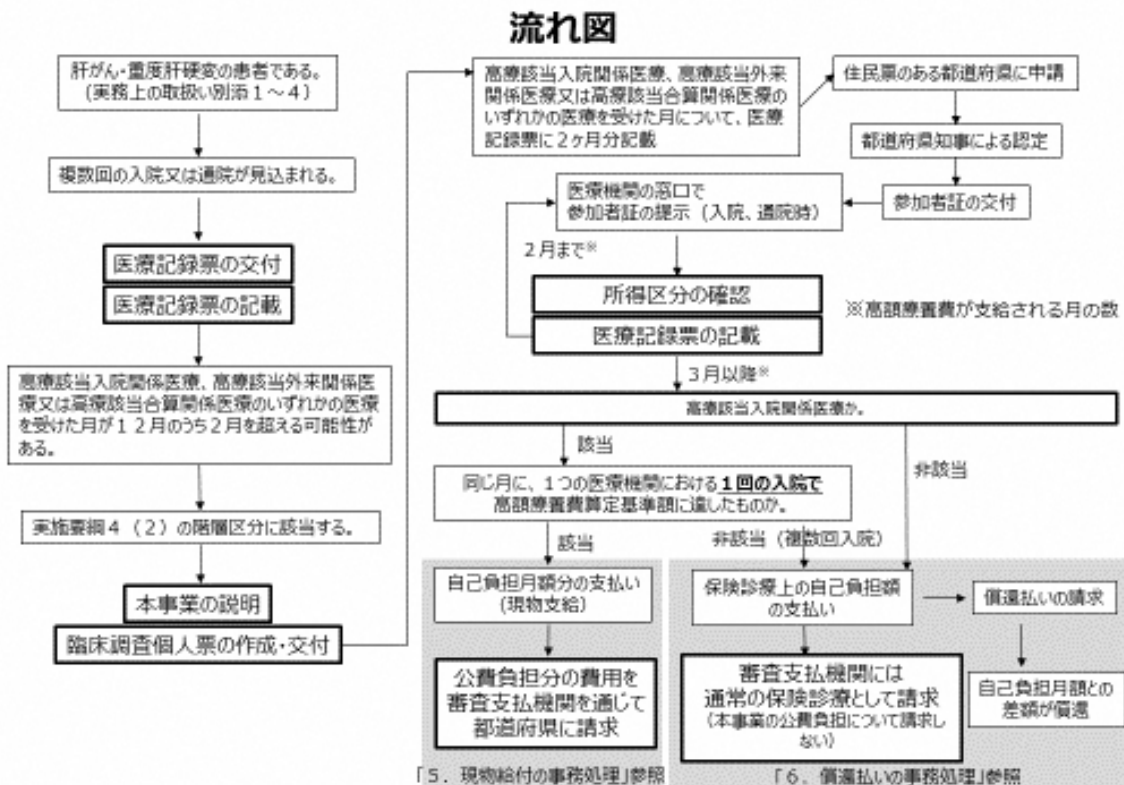 流れ図
肝がん・重度肝硬変の患者である。
(実務上の取扱い別添１～４)
複数回の入院又は通院が見込まれる。
医療記録票の交付
医療記録票の記載
高療該当入院関係医療、高療該当外来関係医
療又は高療該当合算関係医療のいずれかの医療
を受けた月が１２月のうち２月を超える可能性が
ある。
実施要綱４（２）の階層区分に該当する。
本事業の説明
臨床調査個人票の作成・交付
高療該当入院関係医療、高療該当外来
関係医療又は高療該当合算関係医療の
いずれかの医療を受けた月について、医療
記録票に２ヶ月分記載
住民票のある都道府県に申請
都道府県知事による認定
参加者証の交付
医療機関の窓口で
参加者証の提示（入院、通院時）
２月まで※
所得区分の確認
医療記録票の記載
※高額療養費が支給される月の数
３月以降※
高療該当入院関係医療か。
該当
非該当
同じ月に、１つの医療機関における１回の入院で
高額療養費算定基準額に達したものか。
該当
非該当（複数回入院）
自己負担月額分の支払い
(現物支給)
公費負担分の費用を
審査支払機関を通じて
都道府県に請求
「５．現物給付の事務処理」参照
保険診療上の自己負担額
の支払い
審査支払機関には
通常の保険診療として請求
(本事業の公費負担について請求し
ない)
償還払いの請求
自己負担月額との
差額が償還
「６．償還払いの事務処理」参照